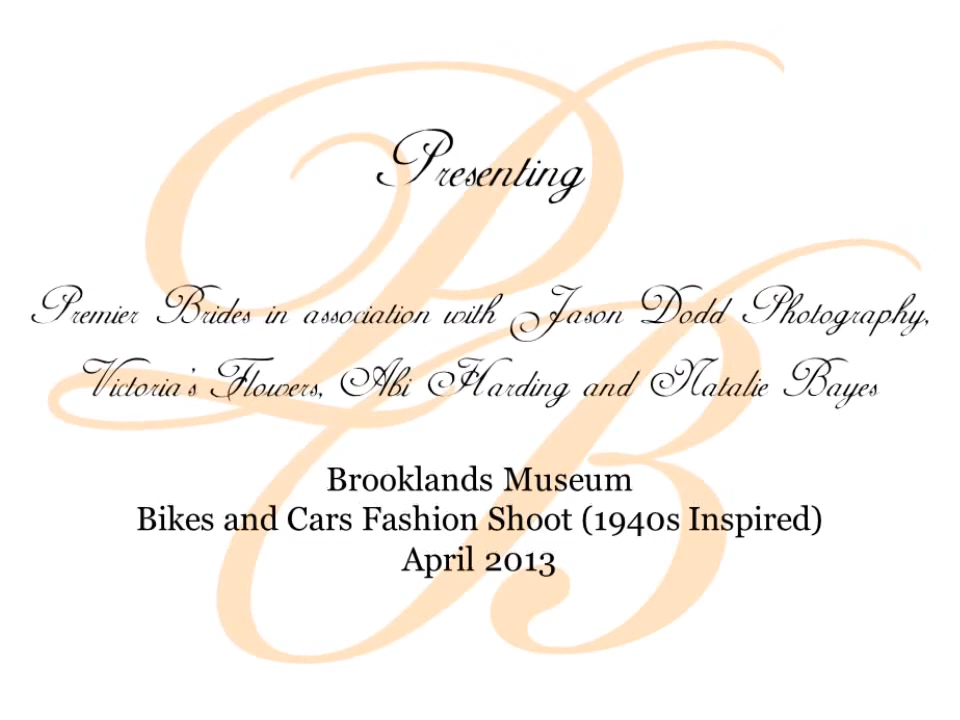 Presenting
Premier Brides in association with Jason Dodd Photography,
Victoria's Flowers, Abi Harding and Natalie Bayes
Brooklands Museum
Bikes and Cars Fashion Shoot (1940s Inspired)
April 2013
PB